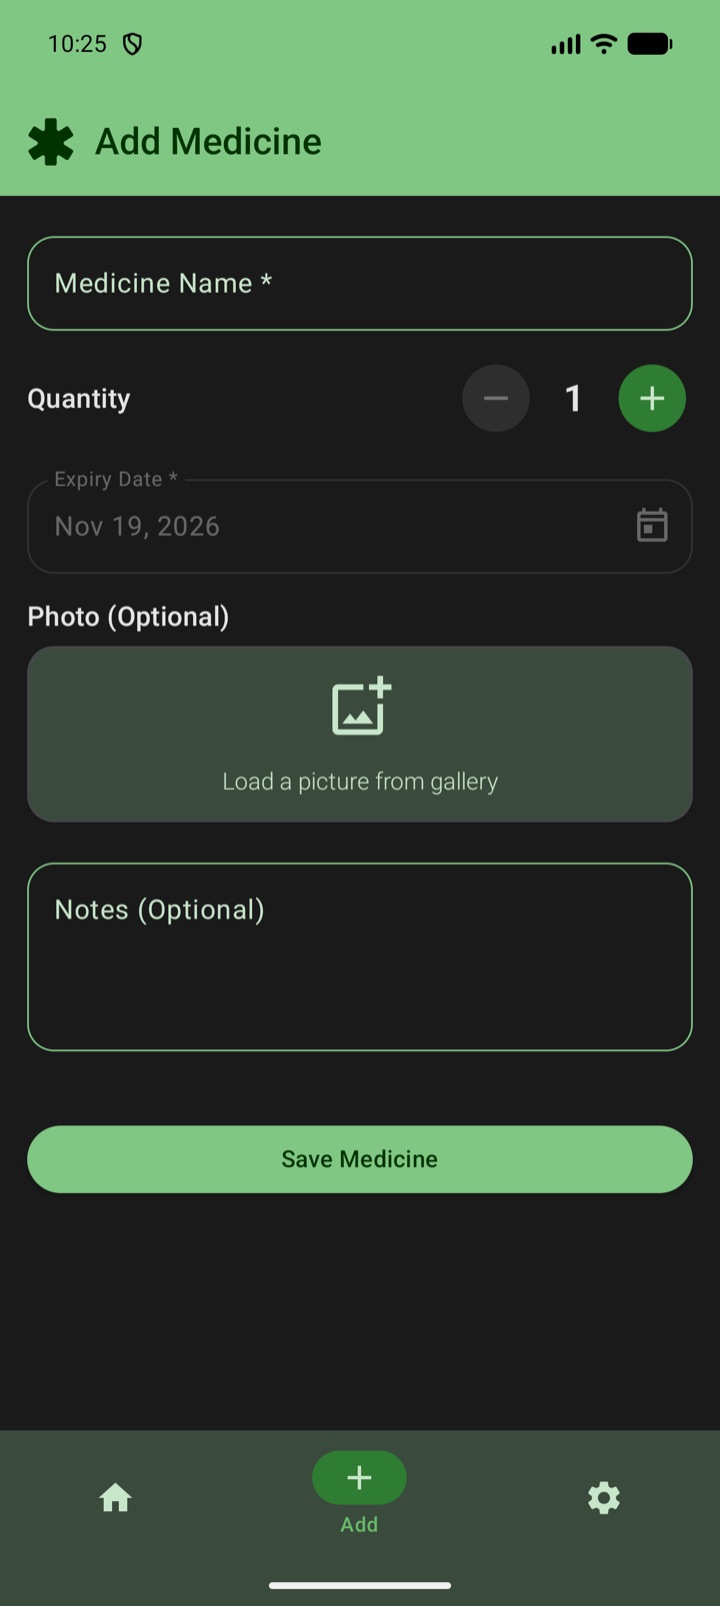 10:25
Add Medicine
Medicine Name *
Quantity
1
Expiry Date *
Nov 19, 2026
Photo (Optional)
Load a picture from gallery
Notes (Optional)
Save Medicine
Add